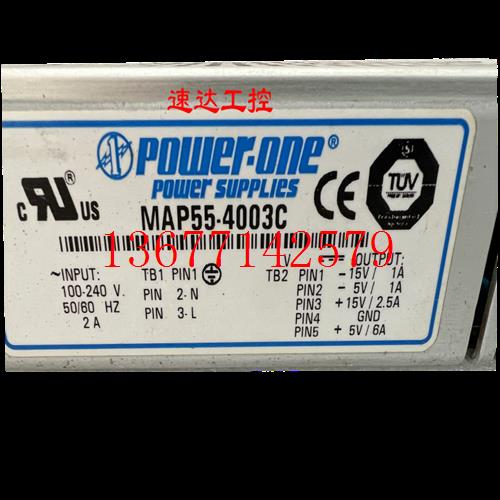 速达工控
POWER-ONE®
POWER SUPPLIES
C RU® US
CE
TÜV
MAP55-4003C
13677142579
~INPUT: TB1 PIN1 LV OUTPUT:
100-240 V. PIN 2-N TB2 PIN1 -15V/ 1A
50/60 HZ PIN 3-L PIN2 - 5V/ 1A
2 A PIN3 +15V/ 2.5A
PIN4 GND
PIN5 + 5V/ 6A